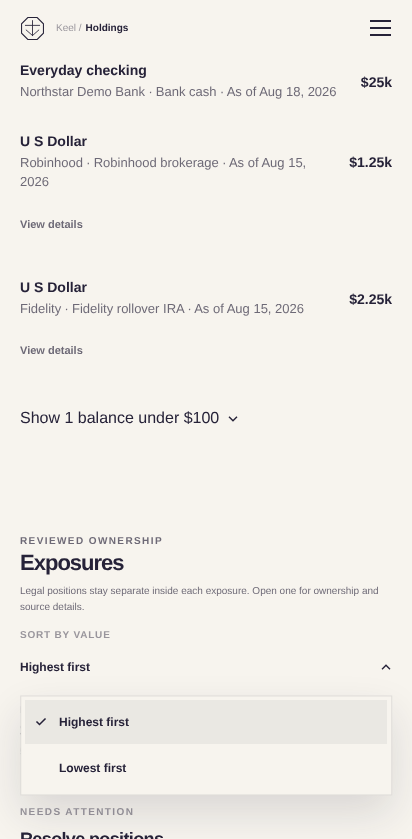 Keel / Holdings
Everyday checking
Northstar Demo Bank · Bank cash · As of Aug 18, 2026
$25k
U S Dollar
Robinhood · Robinhood brokerage · As of Aug 15,
2026
$1.25k
View details
U S Dollar
Fidelity · Fidelity rollover IRA · As of Aug 15, 2026
$2.25k
View details
Show 1 balance under $100
REVIEWED OWNERSHIP
Exposures
Legal positions stay separate inside each exposure. Open one for ownership and
source details.
SORT BY VALUE
Highest first
Highest first
Lowest first
NEEDS ATTENTION
Resolve positions